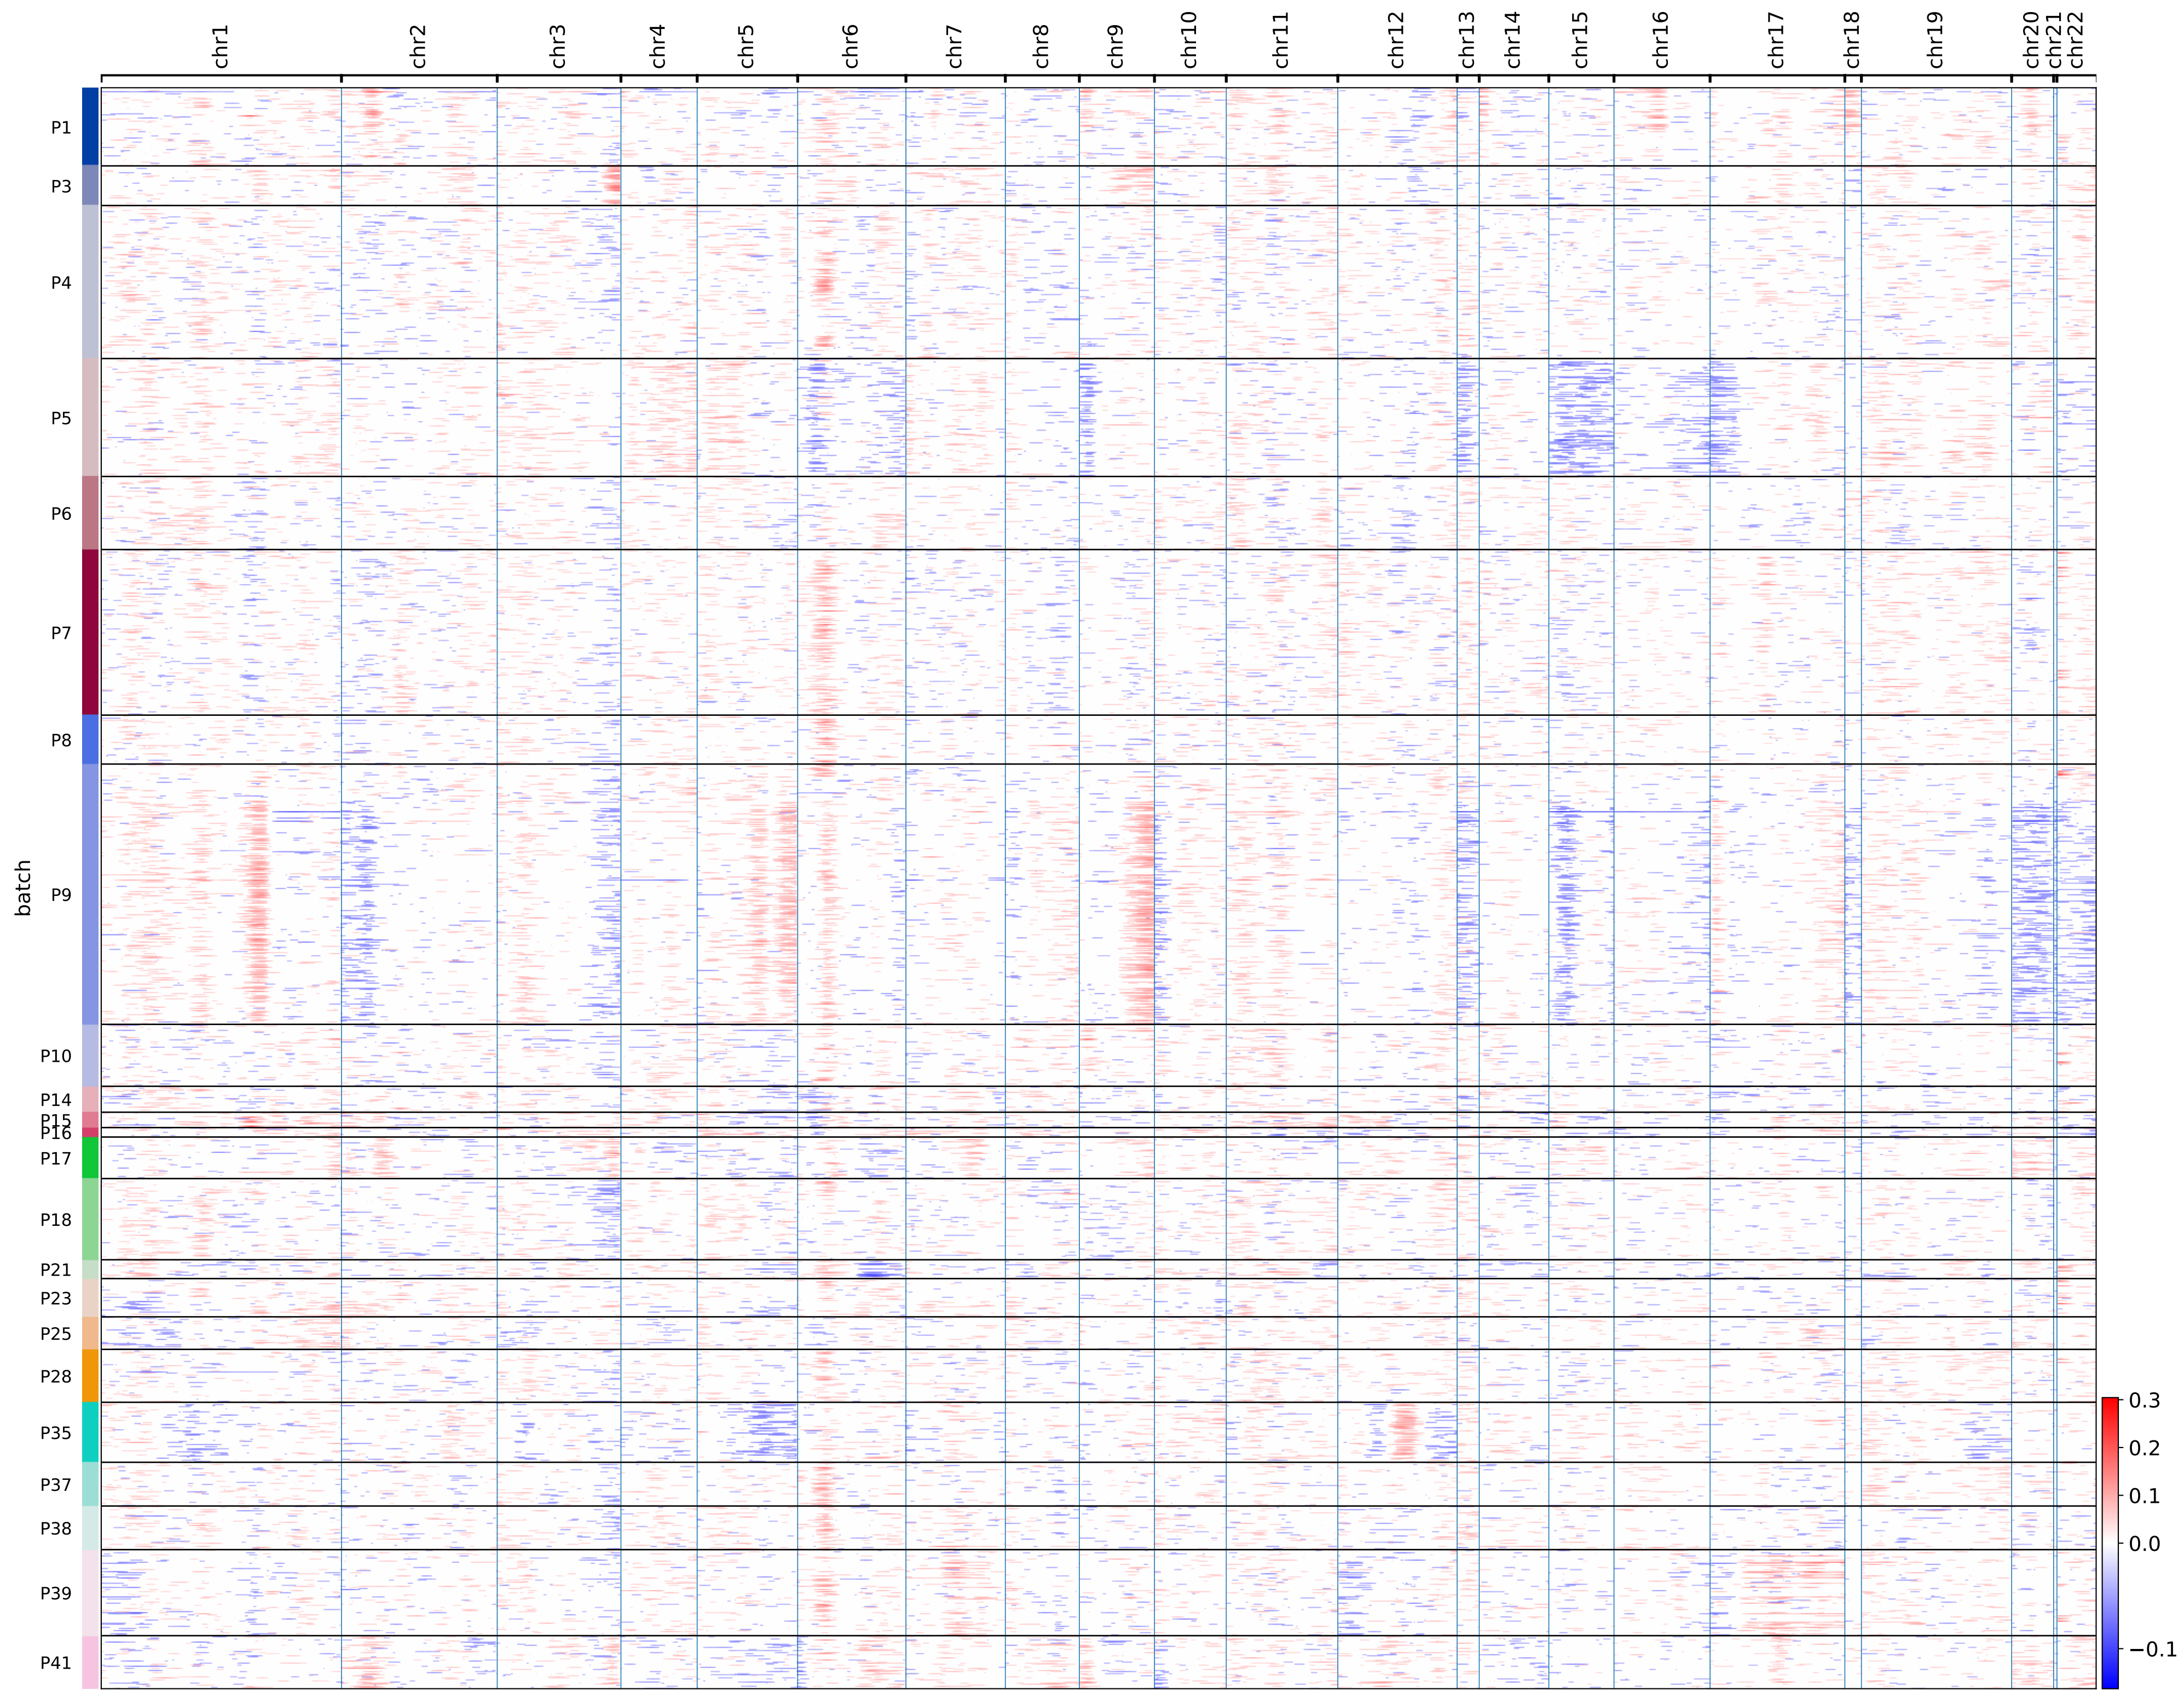 chr1
chr2
chr3
chr4
chr5
chr6
chr7
chr8
chr9
chr10
chr11
chr12
chr13
chr14
chr15
chr16
chr17
chr18
chr19
chr20
chr21
chr22
batch
P1
P3
P4
P5
P6
P7
P8
P9
P10
P14
P15
P16
P17
P18
P21
P23
P25
P28
P35
P37
P38
P39
P41
0.3
0.2
0.1
0.0
−0.1